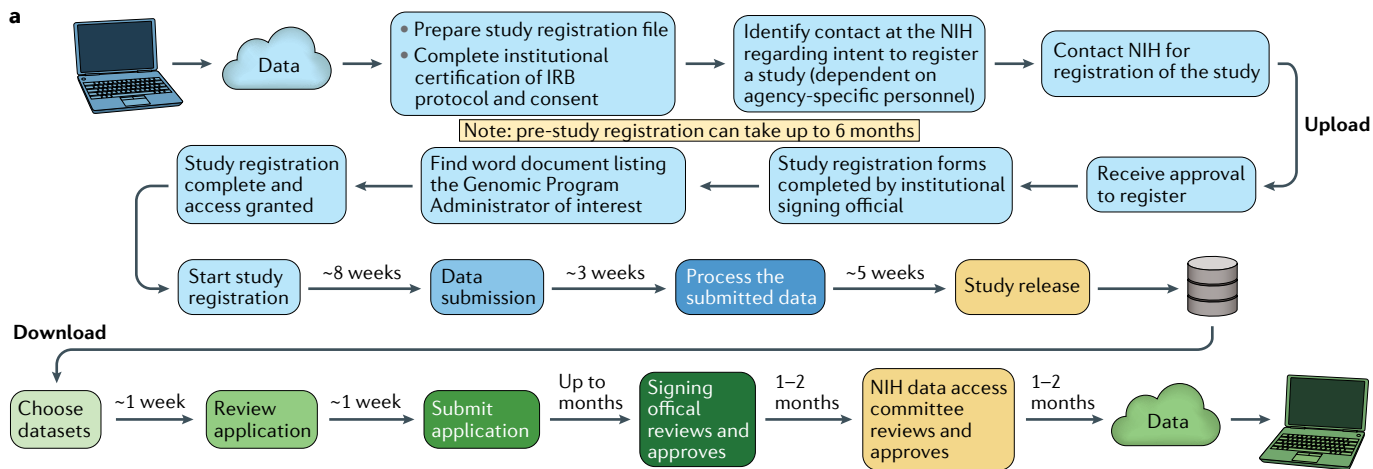 a
Data
• Prepare study registration file
• Complete institutional
certification of IRB
protocol and consent
Identify contact at the NIH
regarding intent to register
a study (dependent on
agency-specific personnel)
Contact NIH for
registration of the study
Note: pre-study registration can take up to 6 months
Upload
Study registration
complete and
access granted
Find word document listing
the Genomic Program
Administrator of interest
Study registration forms
completed by institutional
signing official
Receive approval
to register
Start study
registration
~8 weeks
Data
submission
~3 weeks
Process the
submitted data
~5 weeks
Study release
Download
Choose
datasets
~1 week
Review
application
~1 week
Submit
application
Up to
months
Signing
offical
reviews and
approves
1–2
months
NIH data access
committee
reviews and
approves
1–2
months
Data